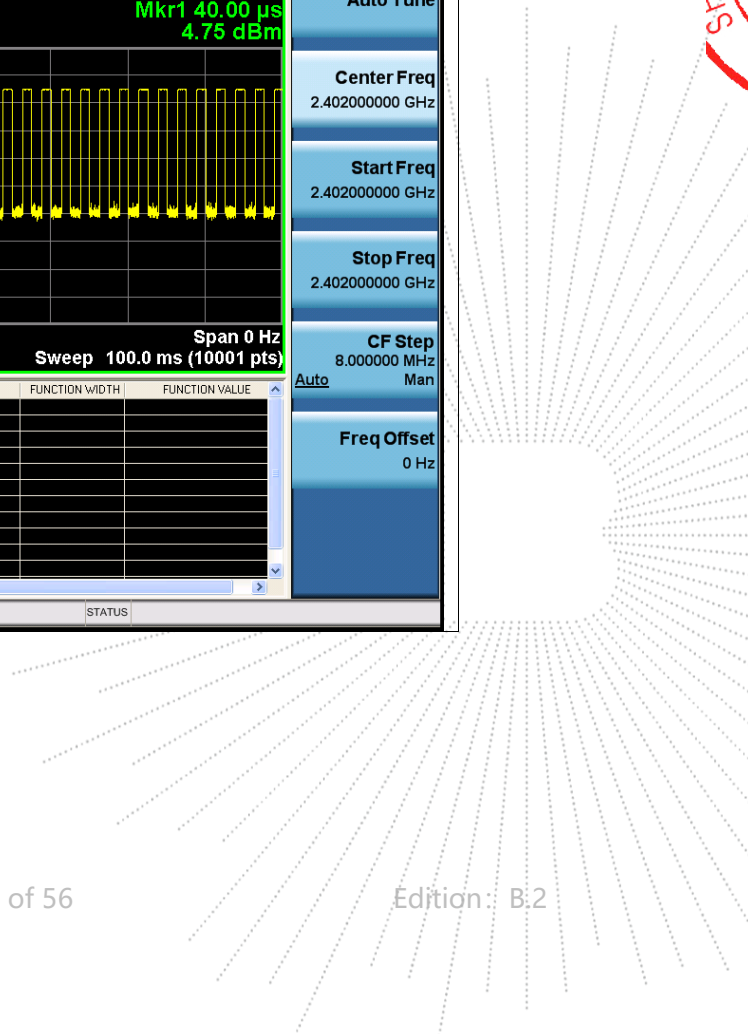 Mkr1 40.00 µs
4.75 dBm
Auto Tune
Center Freq
2.402000000 GHz
Start Freq
2.402000000 GHz
Stop Freq
2.402000000 GHz
CF Step
8.000000 MHz
Auto Man
Freq Offset
0 Hz
Span 0 Hz
Sweep 100.0 ms (10001 pts)
FUNCTION WIDTH FUNCTION VALUE
STATUS
of 56 Edition：B.2